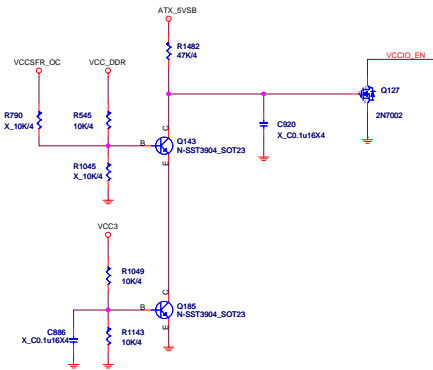 ATX_5VSB
R1482
47K/4
VCCIO_EN
VCCSFR_OC
VCC_DDR
Q127
2N7002
R790
X_10K/4
R545
10K/4
C920
X_C0.1u16X4
C
B
E
Q143
N-SST3904_SOT23
R1045
X_10K/4
VCC3
R1049
10K/4
C
B
E
Q185
N-SST3904_SOT23
C886
X_C0.1u16X4
R1143
10K/4